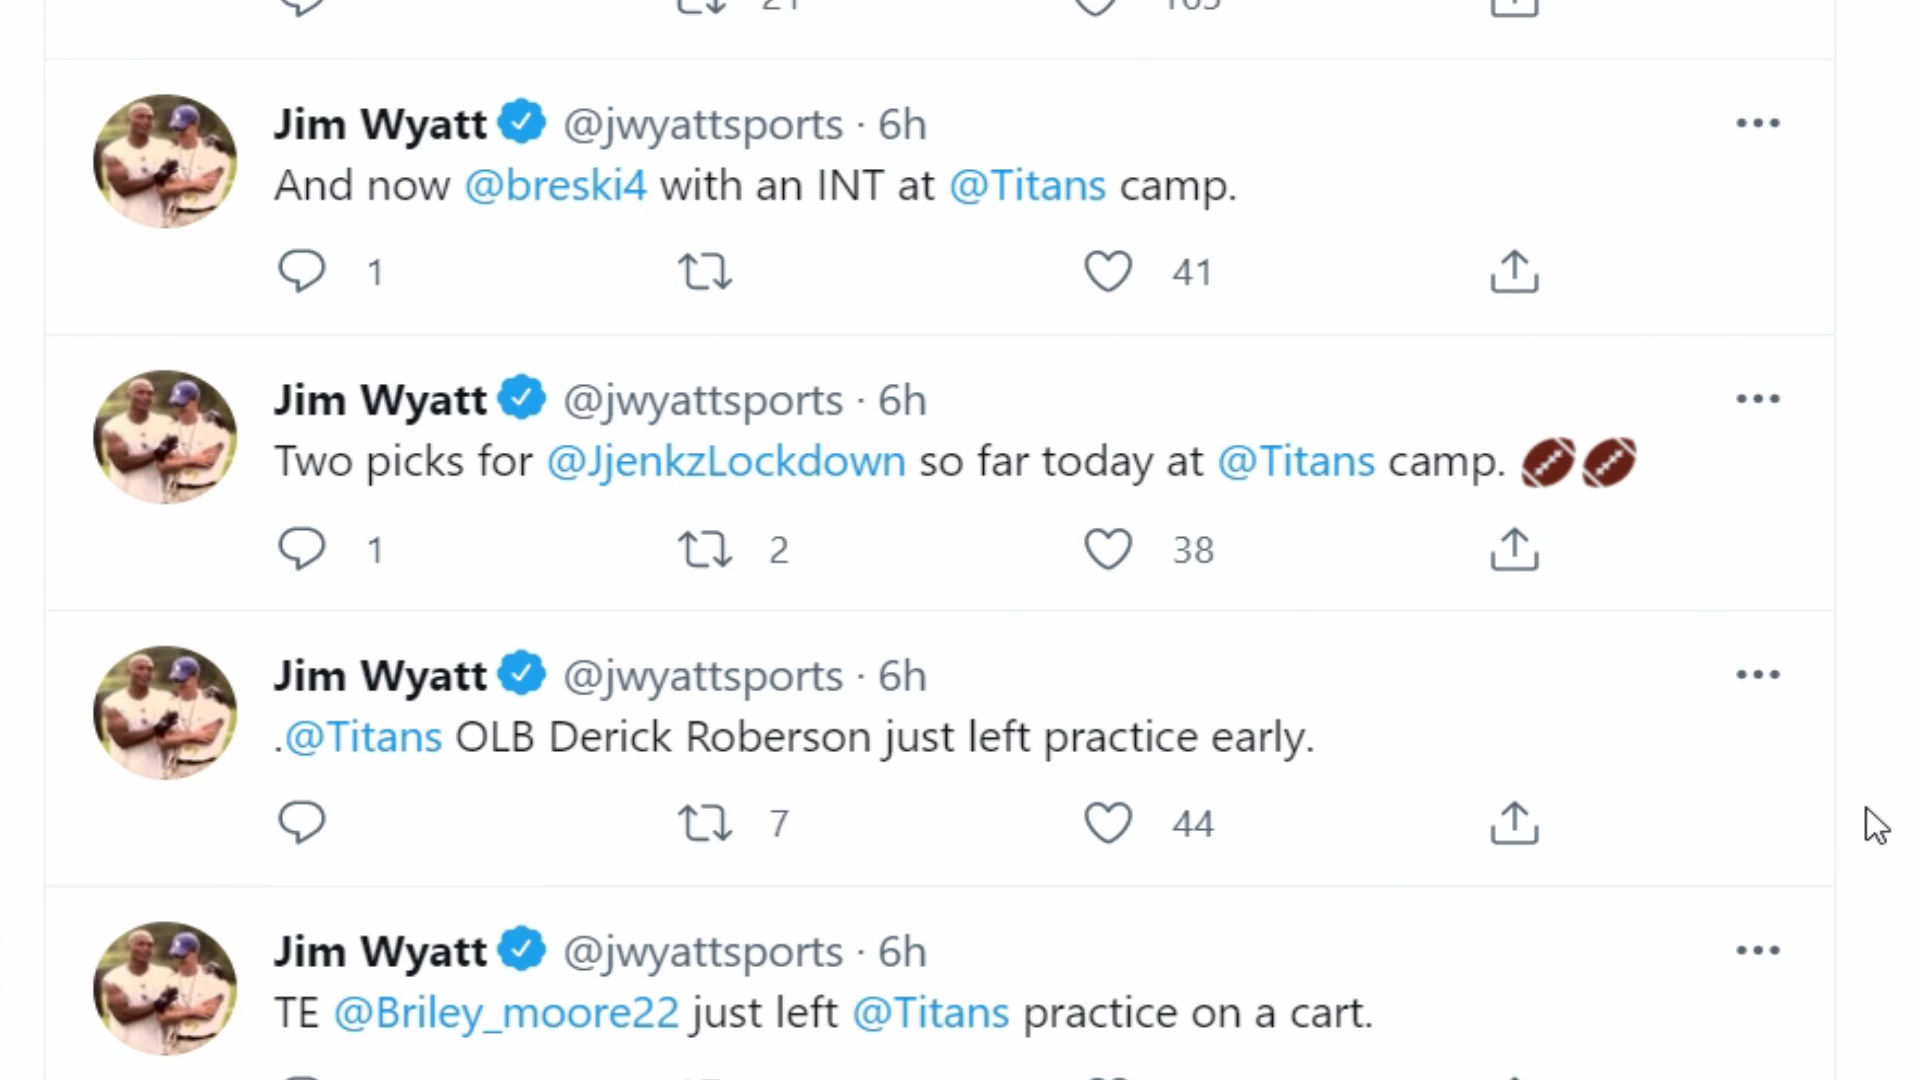 Jim Wyatt @jwyattsports · 6h
And now @breski4 with an INT at @Titans camp.
1 41
Jim Wyatt @jwyattsports · 6h
Two picks for @JjenkzLockdown so far today at @Titans camp. 🏈🏈
1 2 38
Jim Wyatt @jwyattsports · 6h
.@Titans OLB Derick Roberson just left practice early.
7 44
Jim Wyatt @jwyattsports · 6h
TE @Briley_moore22 just left @Titans practice on a cart.